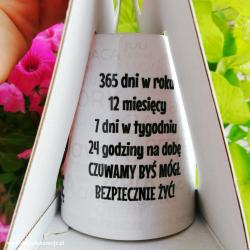 365 dni w roku
12 miesięcy
7 dni w tygodniu
24 godziny na dobę
CZUWAMY BYŚ MÓGŁ
BEZPIECZNIE ŻYĆ!